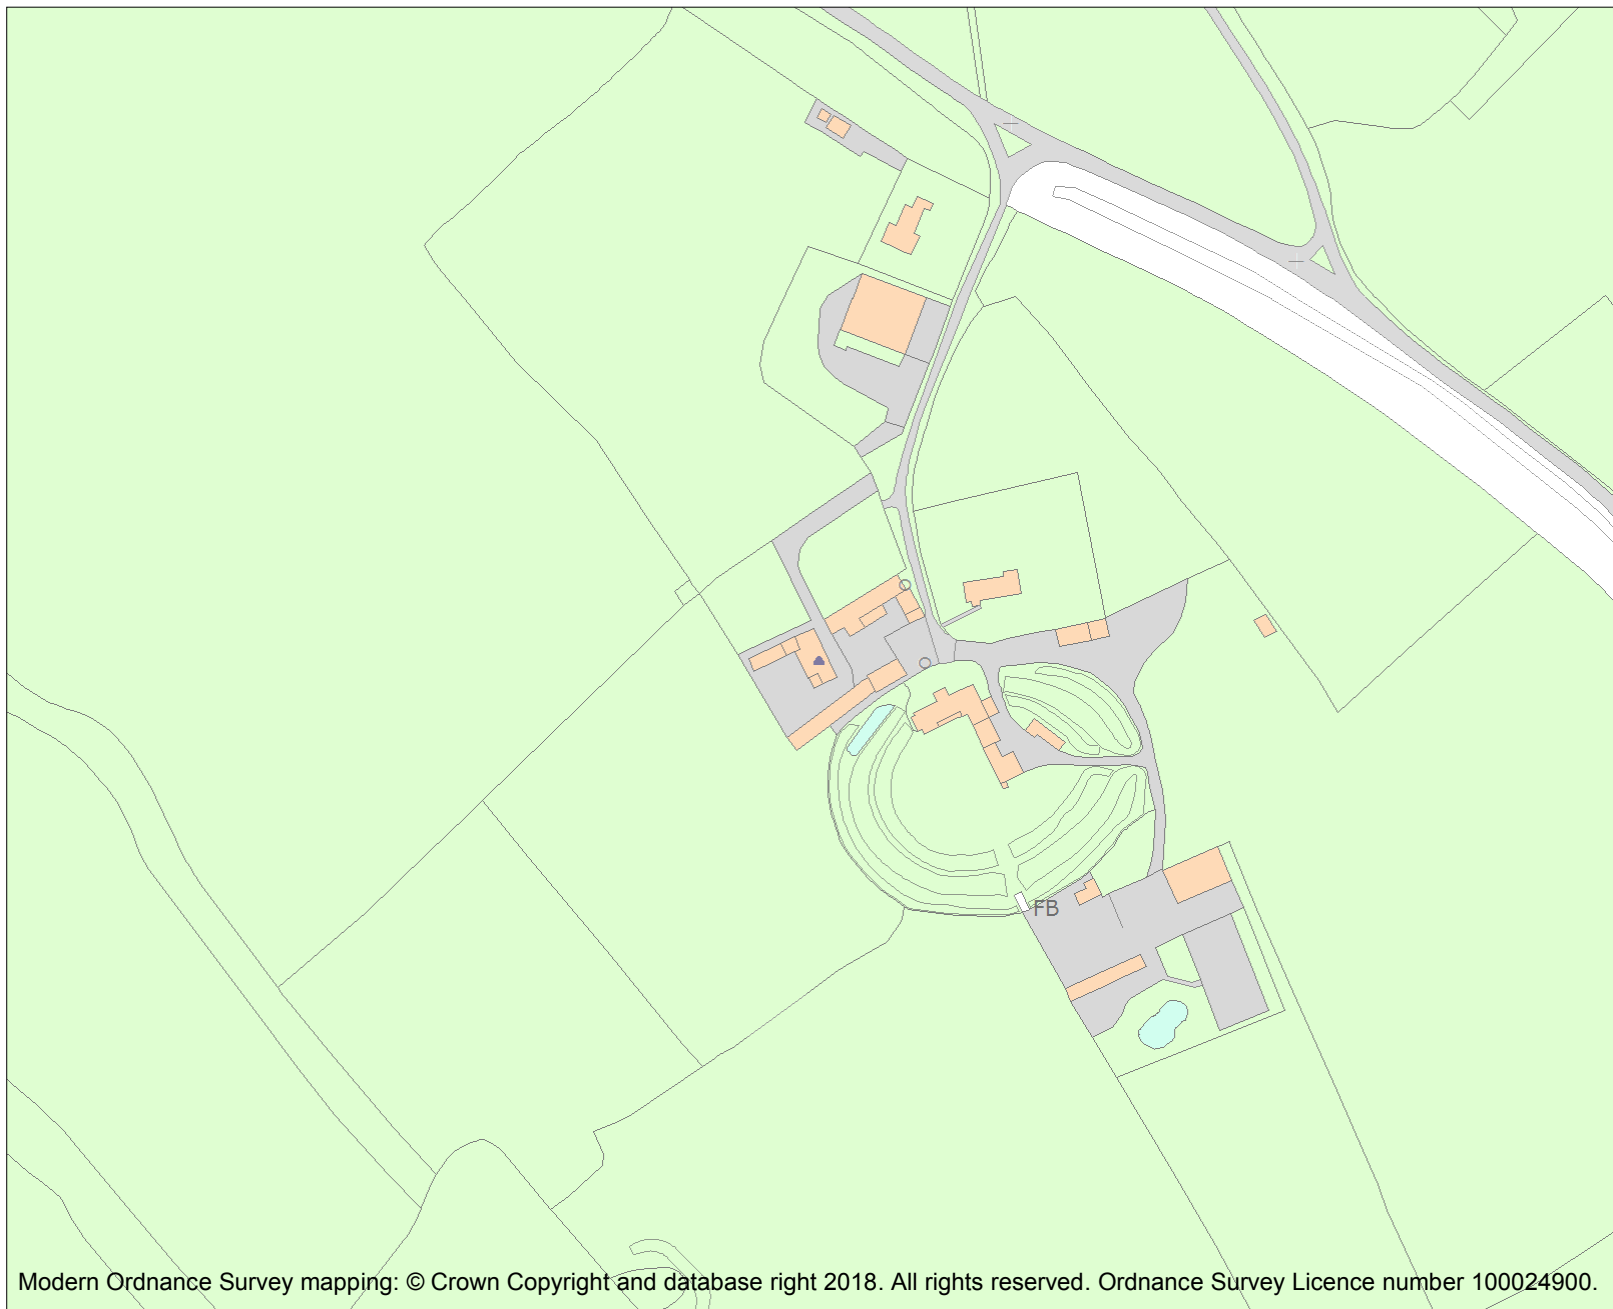 FB
Modern Ordnance Survey mapping: © Crown Copyright and database right 2018. All rights reserved. Ordnance Survey Licence number 100024900.